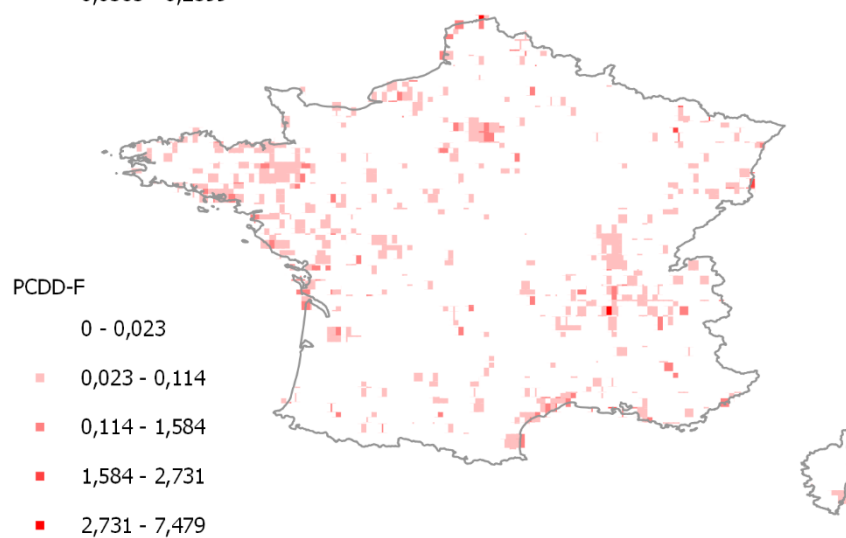 PCDD-F
0 - 0,023
0,023 - 0,114
0,114 - 1,584
1,584 - 2,731
2,731 - 7,479